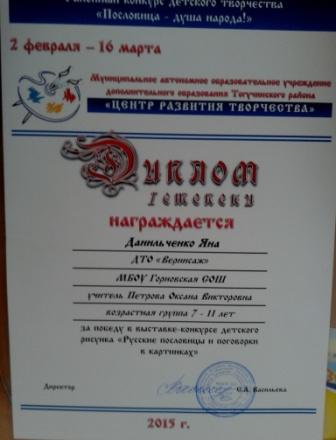 Районный конкурс детского творчества
«Пословица - душа народа!»
2 февраля – 16 марта
Муниципальное автономное образовательное учреждение
дополнительного образования Тогучинского района
«ЦЕНТР РАЗВИТИЯ ТВОРЧЕСТВА»
Диплом
I степени
награждается
Данильченко Яна
ДТО «Вернисаж»
МБОУ Горновская СОШ
учитель Петрова Оксана Викторовна
возрастная группа 7 - 11 лет
за победу в выставке-конкурсе детского
рисунка «Русские пословицы и поговорки
в картинках»
Директор
С.А. Васильева
2015 г.